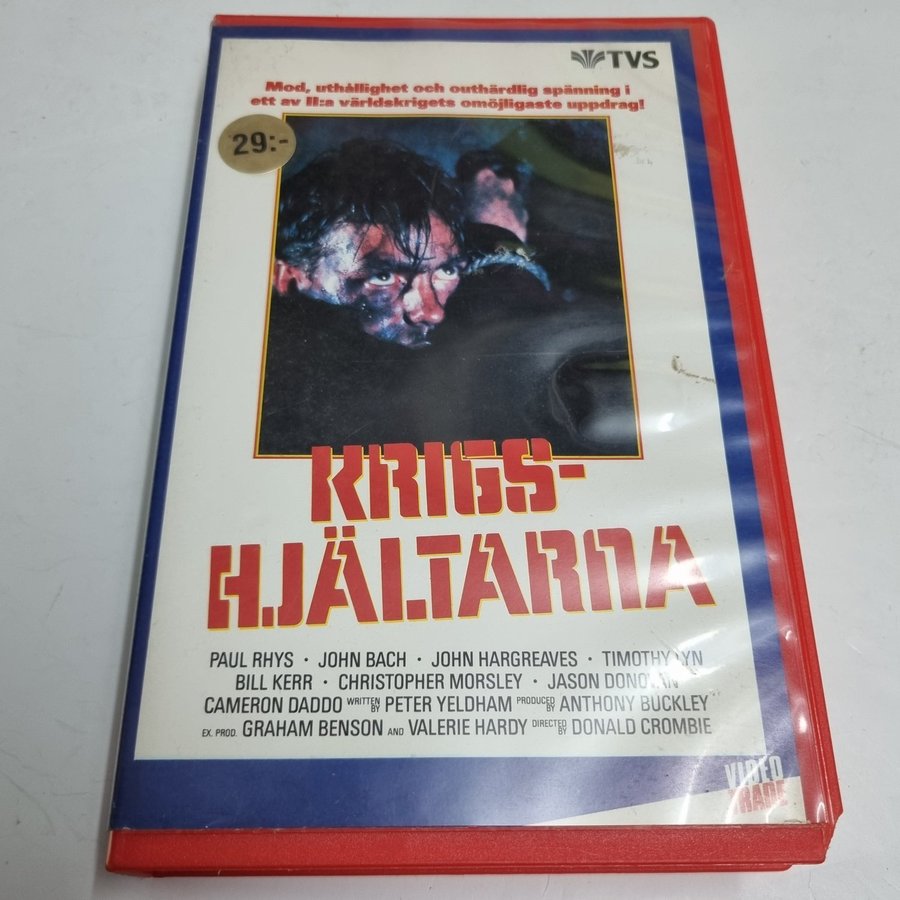 TVS
Mod, uthållighet och outhärdlig spänning i
ett av II:a världskrigets omöjligaste uppdrag!
29:-
KRIGS-
HJÄLTARNA
PAUL RHYS · JOHN BACH · JOHN HARGREAVES · TIMOTHY LYN
BILL KERR · CHRISTOPHER MORSLEY · JASON DONOVAN
CAMERON DADDO WRITTEN BY PETER YELDHAM PRODUCED BY ANTHONY BUCKLEY
EX. PROD. GRAHAM BENSON AND VALERIE HARDY DIRECTED BY DONALD CROMBIE
VIDEO
TRADE